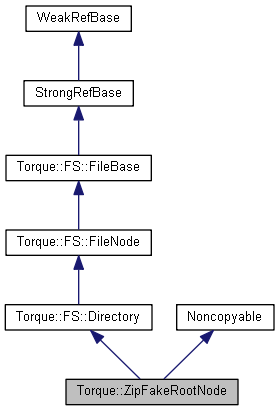 WeakRefBase
StrongRefBase
Torque::FS::FileBase
Torque::FS::FileNode
Torque::FS::Directory
Noncopyable
Torque::ZipFakeRootNode